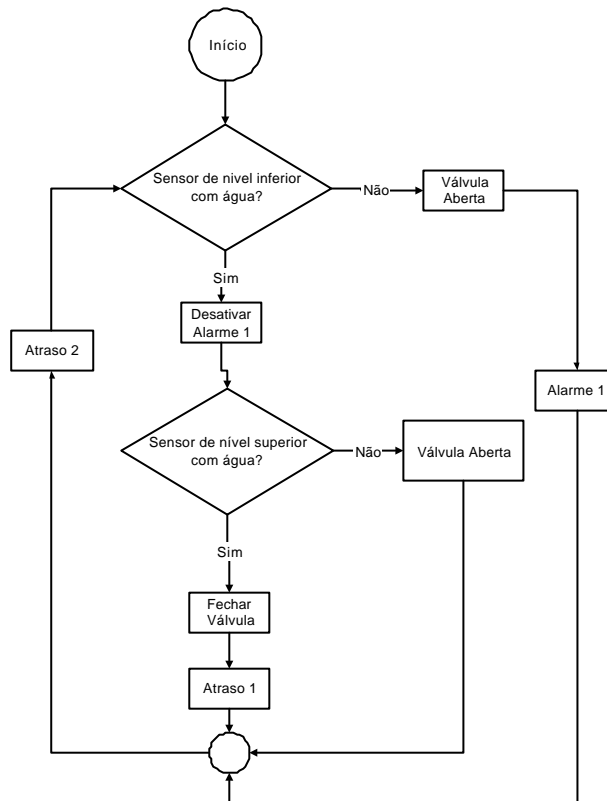 Início
Sensor de nivel inferior
com água?
Não
Válvula
Aberta
Sim
Desativar
Alarme 1
Atraso 2
Alarme 1
Sensor de nível superior
com água?
Não
Válvula Aberta
Sim
Fechar
Válvula
Atraso 1